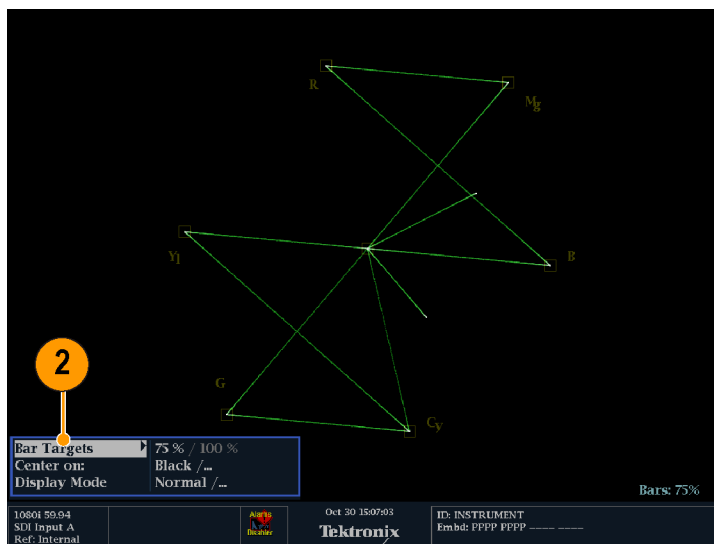 R
Mg
Yl
B
2
G
Cy
Bar Targets 75 % / 100 %
Center on: Black /...
Display Mode Normal /...
Bars: 75%
1080i 59.94
SDI Input A
Ref: Internal
Alarms
Disabled
Oct 30 15:07:03
Tektronix
ID: INSTRUMENT
Embd: PPPP PPPP ---- ----